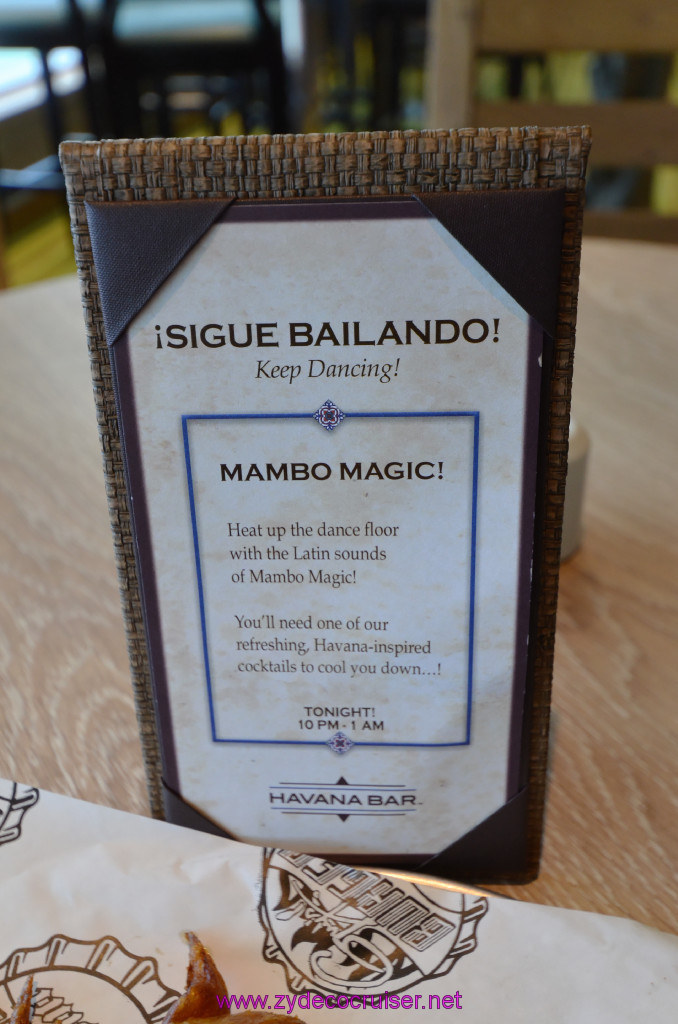 ¡SIGUE BAILANDO!
Keep Dancing!
MAMBO MAGIC!
Heat up the dance floor
with the Latin sounds
of Mambo Magic!
You'll need one of our
refreshing, Havana-inspired
cocktails to cool you down...!
TONIGHT!
10 PM - 1 AM
HAVANA BAR™
www.zydecocruiser.net